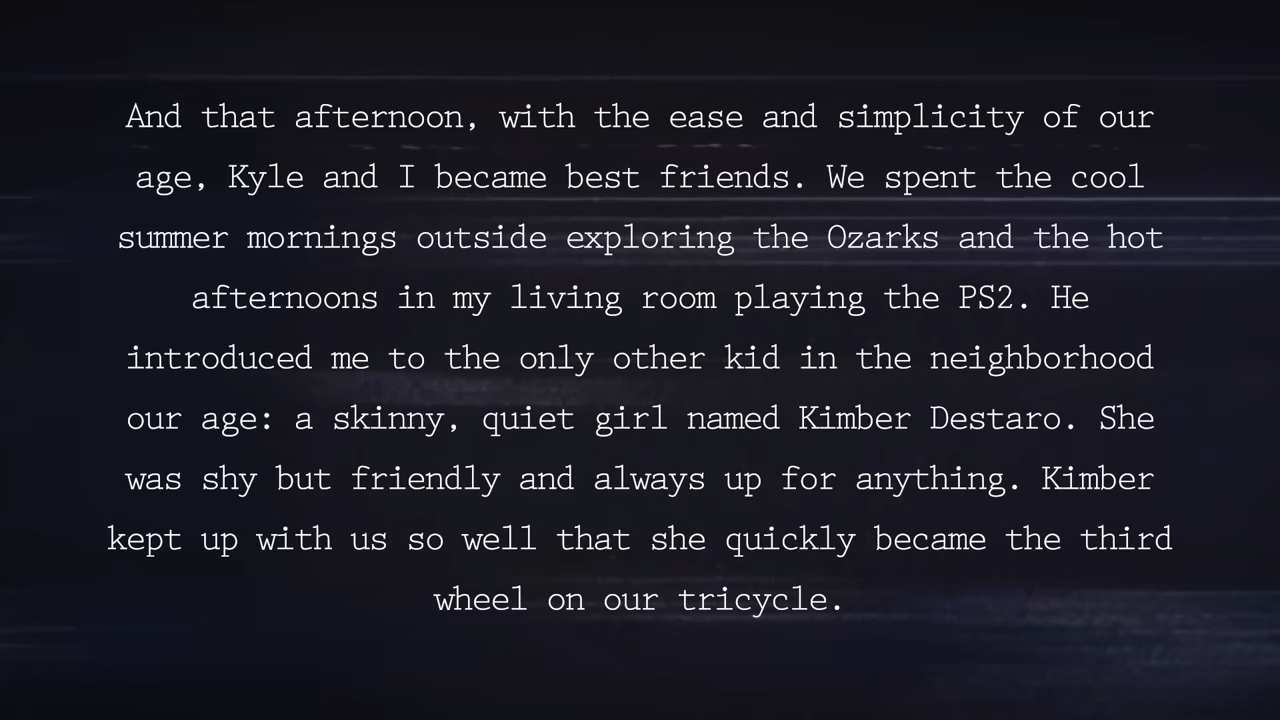 And that afternoon, with the ease and simplicity of our
age, Kyle and I became best friends. We spent the cool
summer mornings outside exploring the Ozarks and the hot
afternoons in my living room playing the PS2. He
introduced me to the only other kid in the neighborhood
our age: a skinny, quiet girl named Kimber Destaro. She
was shy but friendly and always up for anything. Kimber
kept up with us so well that she quickly became the third
wheel on our tricycle.